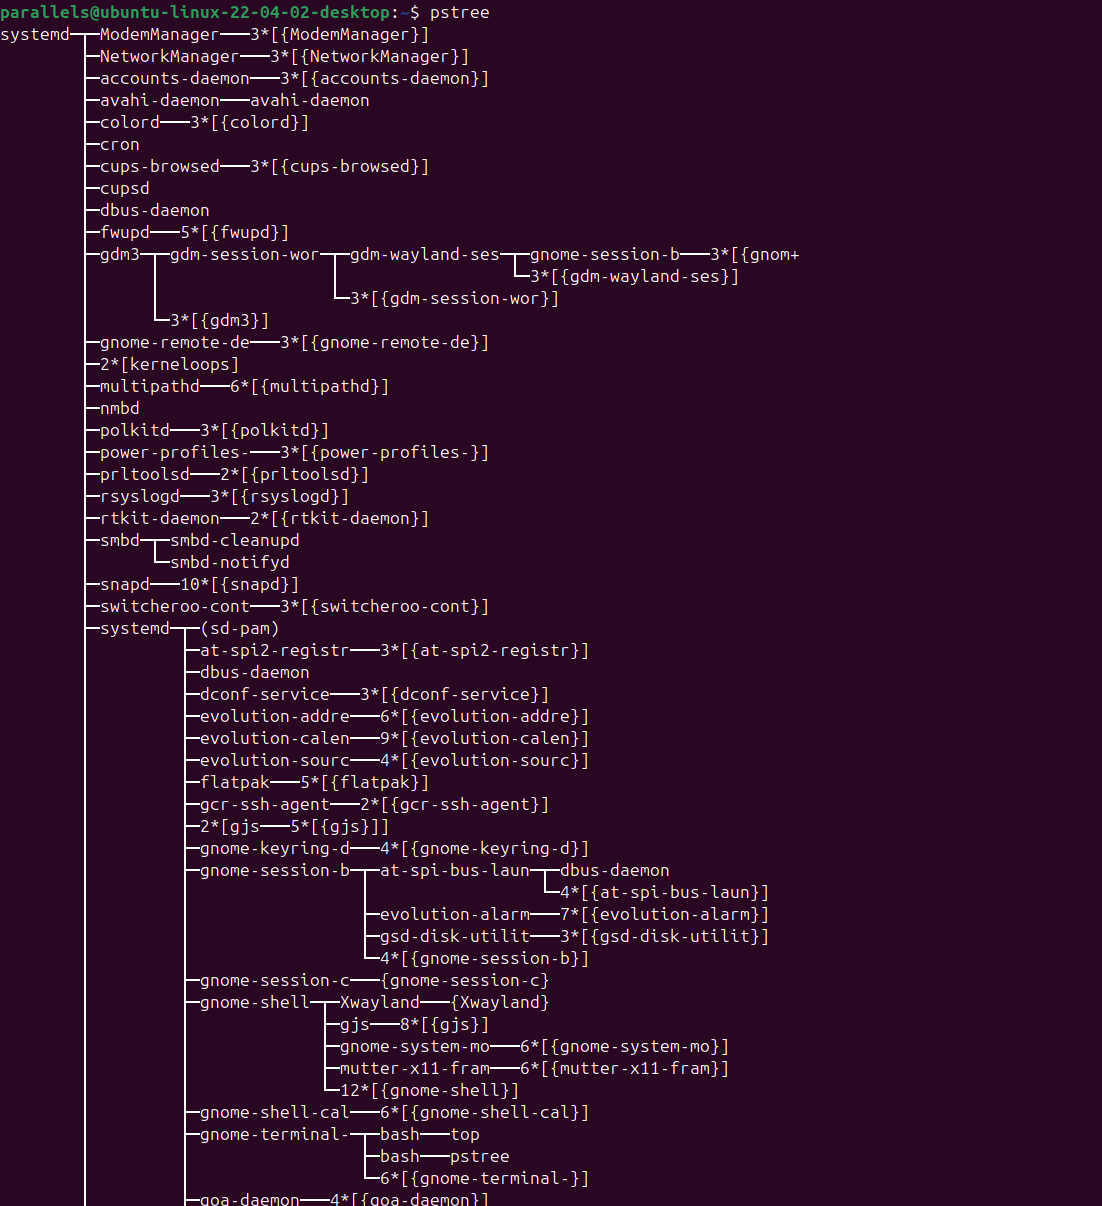 parallels@ubuntu-linux-22-04-02-desktop:~$ pstree
systemd─┬─ModemManager───3*[{ModemManager}]
        ├─NetworkManager───3*[{NetworkManager}]
        ├─accounts-daemon───3*[{accounts-daemon}]
        ├─avahi-daemon───avahi-daemon
        ├─colord───3*[{colord}]
        ├─cron
        ├─cups-browsed───3*[{cups-browsed}]
        ├─cupsd
        ├─dbus-daemon
        ├─fwupd───5*[{fwupd}]
        ├─gdm3─┬─gdm-session-wor─┬─gdm-wayland-ses─┬─gnome-session-b───3*[{gnom+
        │      │                 │                 └─3*[{gdm-wayland-ses}]
        │      │                 └─3*[{gdm-session-wor}]
        │      └─3*[{gdm3}]
        ├─gnome-remote-de───3*[{gnome-remote-de}]
        ├─2*[kerneloops]
        ├─multipathd───6*[{multipathd}]
        ├─nmbd
        ├─polkitd───3*[{polkitd}]
        ├─power-profiles-───3*[{power-profiles-}]
        ├─prltoolsd───2*[{prltoolsd}]
        ├─rsyslogd───3*[{rsyslogd}]
        ├─rtkit-daemon───2*[{rtkit-daemon}]
        ├─smbd─┬─smbd-cleanupd
        │      └─smbd-notifyd
        ├─snapd───10*[{snapd}]
        ├─switcheroo-cont───3*[{switcheroo-cont}]
        ├─systemd─┬─(sd-pam)
        │         ├─at-spi2-registr───3*[{at-spi2-registr}]
        │         ├─dbus-daemon
        │         ├─dconf-service───3*[{dconf-service}]
        │         ├─evolution-addre───6*[{evolution-addre}]
        │         ├─evolution-calen───9*[{evolution-calen}]
        │         ├─evolution-sourc───4*[{evolution-sourc}]
        │         ├─flatpak───5*[{flatpak}]
        │         ├─gcr-ssh-agent───2*[{gcr-ssh-agent}]
        │         ├─2*[gjs───5*[{gjs}]]
        │         ├─gnome-keyring-d───4*[{gnome-keyring-d}]
        │         ├─gnome-session-b─┬─at-spi-bus-laun─┬─dbus-daemon
        │         │                 │                 └─4*[{at-spi-bus-laun}]
        │         │                 ├─evolution-alarm───7*[{evolution-alarm}]
        │         │                 ├─gsd-disk-utilit───3*[{gsd-disk-utilit}]
        │         │                 └─4*[{gnome-session-b}]
        │         ├─gnome-session-c───{gnome-session-c}
        │         ├─gnome-shell─┬─Xwayland───{Xwayland}
        │         │             ├─gjs───8*[{gjs}]
        │         │             ├─gnome-system-mo───6*[{gnome-system-mo}]
        │         │             ├─mutter-x11-fram───6*[{mutter-x11-fram}]
        │         │             └─12*[{gnome-shell}]
        │         ├─gnome-shell-cal───6*[{gnome-shell-cal}]
        │         ├─gnome-terminal-─┬─bash───top
        │         │                 ├─bash───pstree
        │         │                 └─6*[{gnome-terminal-}]
        │         ├─goa-daemon───4*[{goa-daemon}]